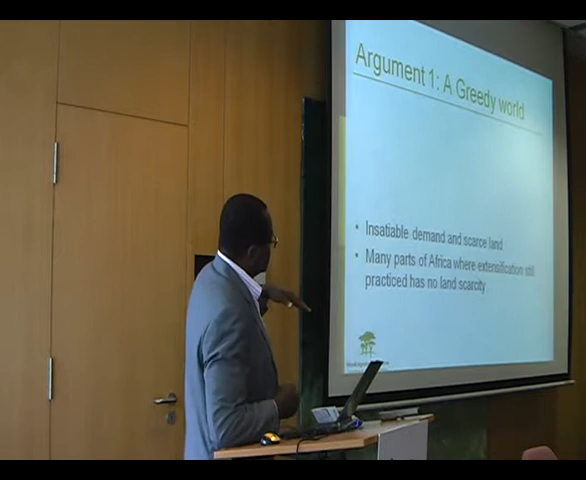 Argument 1: A Greedy world
• Insatiable demand and scarce land
• Many parts of Africa where extensification still
practiced has no land scarcity